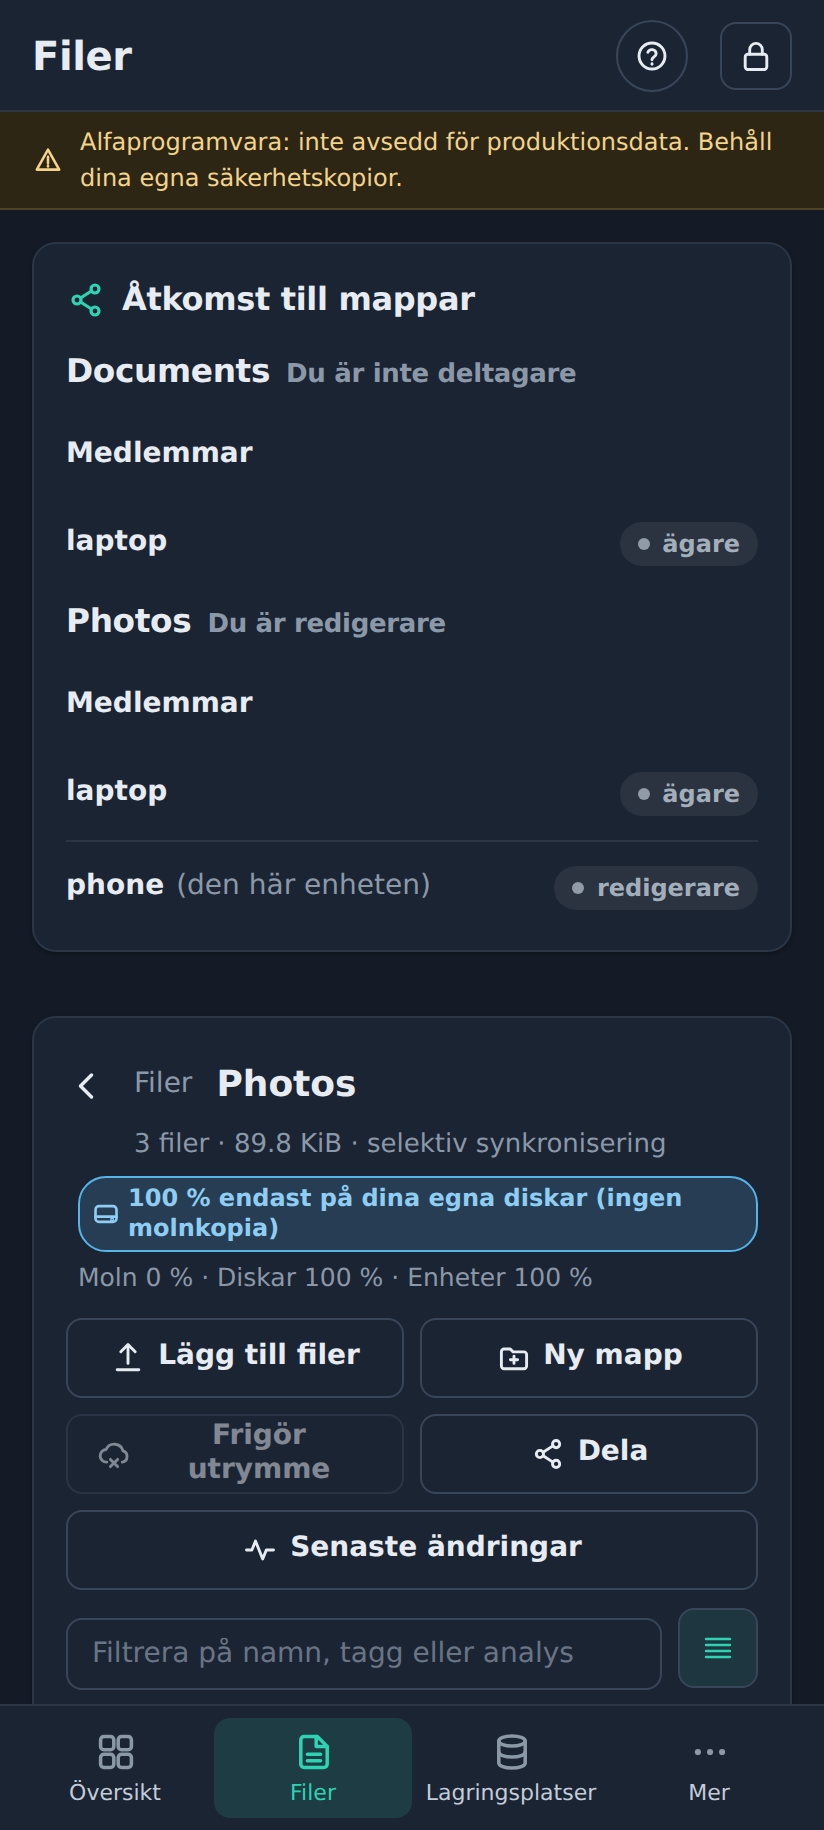 Filer
Alfaprogramvara: inte avsedd för produktionsdata. Behåll
dina egna säkerhetskopior.
Åtkomst till mappar
Documents Du är inte deltagare
Medlemmar
laptop ägare
Photos Du är redigerare
Medlemmar
laptop ägare
phone (den här enheten) redigerare
Filer Photos
3 filer · 89.8 KiB · selektiv synkronisering
100 % endast på dina egna diskar (ingen
molnkopia)
Moln 0 % · Diskar 100 % · Enheter 100 %
Lägg till filer Ny mapp
Frigör
utrymme
Dela
Senaste ändringar
Filtrera på namn, tagg eller analys
Översikt Filer Lagringsplatser Mer